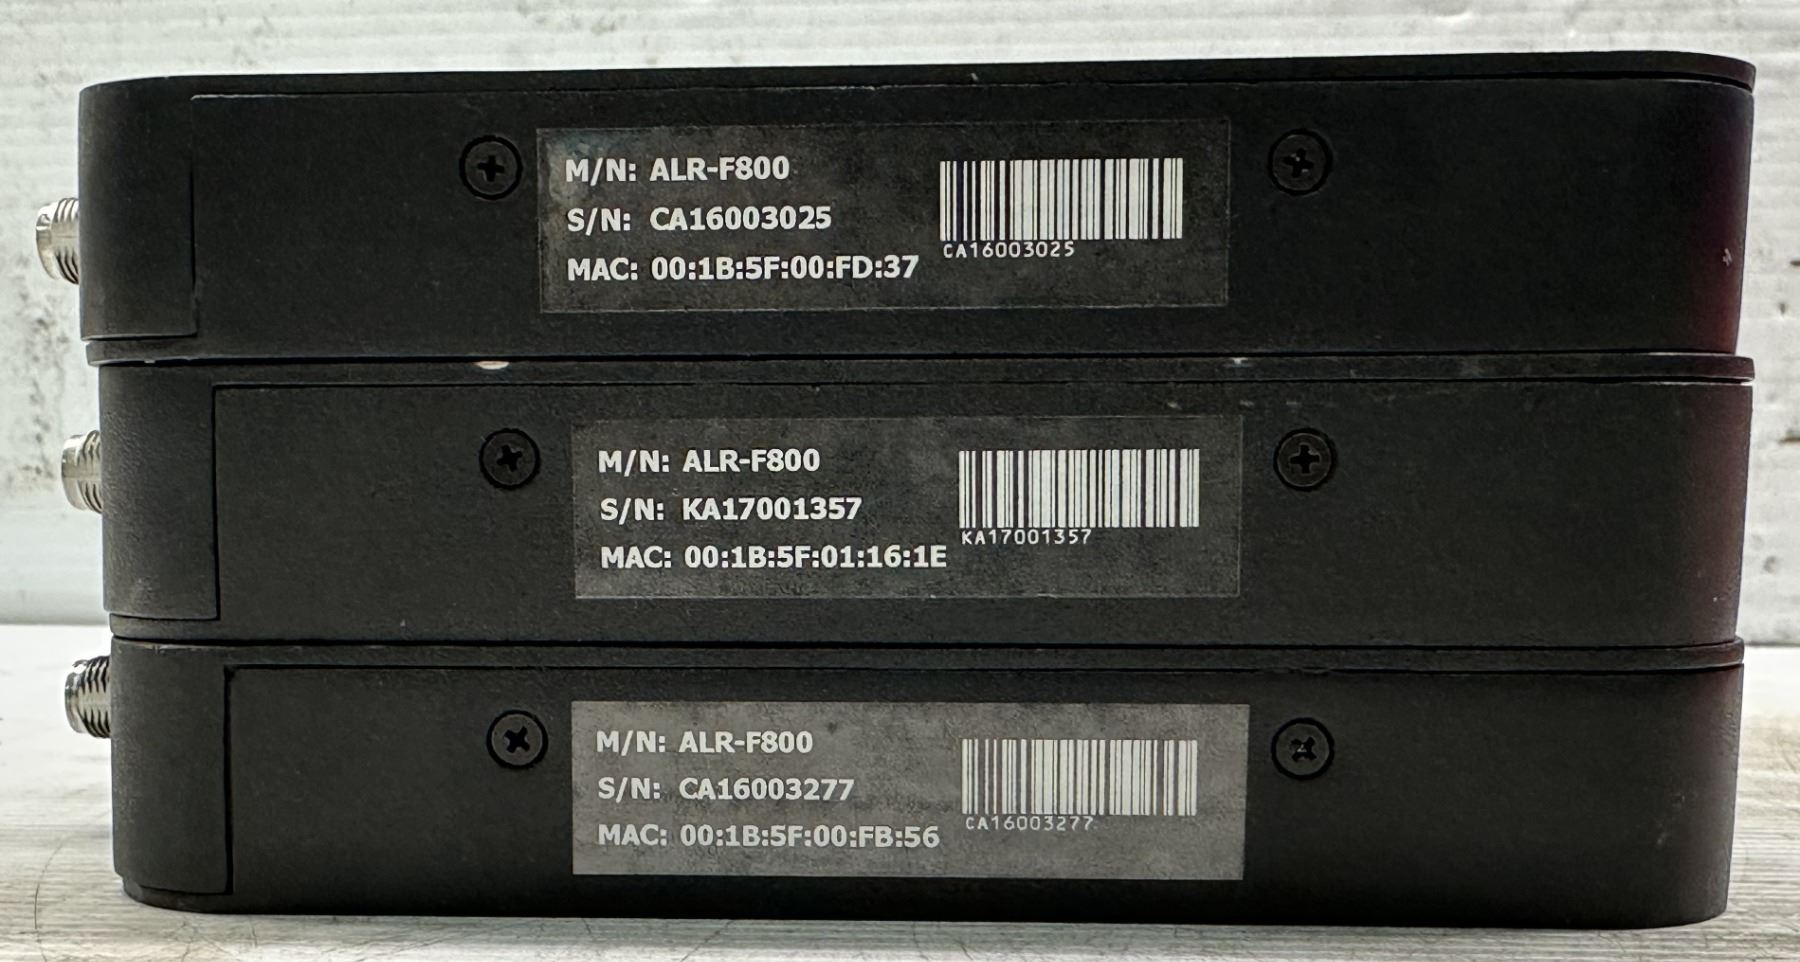 M/N: ALR-F800
S/N: CA16003025
MAC: 00:1B:5F:00:FD:37
CA16003025
M/N: ALR-F800
S/N: KA17001357
MAC: 00:1B:5F:01:16:1E
KA17001357
M/N: ALR-F800
S/N: CA16003277
MAC: 00:1B:5F:00:FB:56
CA16003277